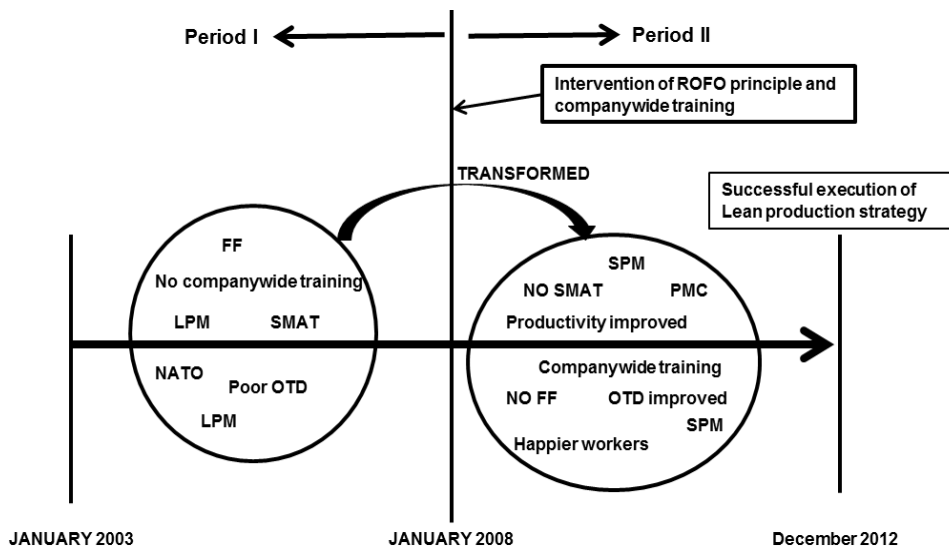 Period I
Period II
Intervention of ROFO principle and
companywide training
TRANSFORMED
Successful execution of
Lean production strategy
FF
No companywide training
LPM
SMAT
NATO
Poor OTD
LPM
SPM
NO SMAT
PMC
Productivity improved
Companywide training
NO FF
OTD improved
SPM
Happier workers
JANUARY 2003
JANUARY 2008
December 2012